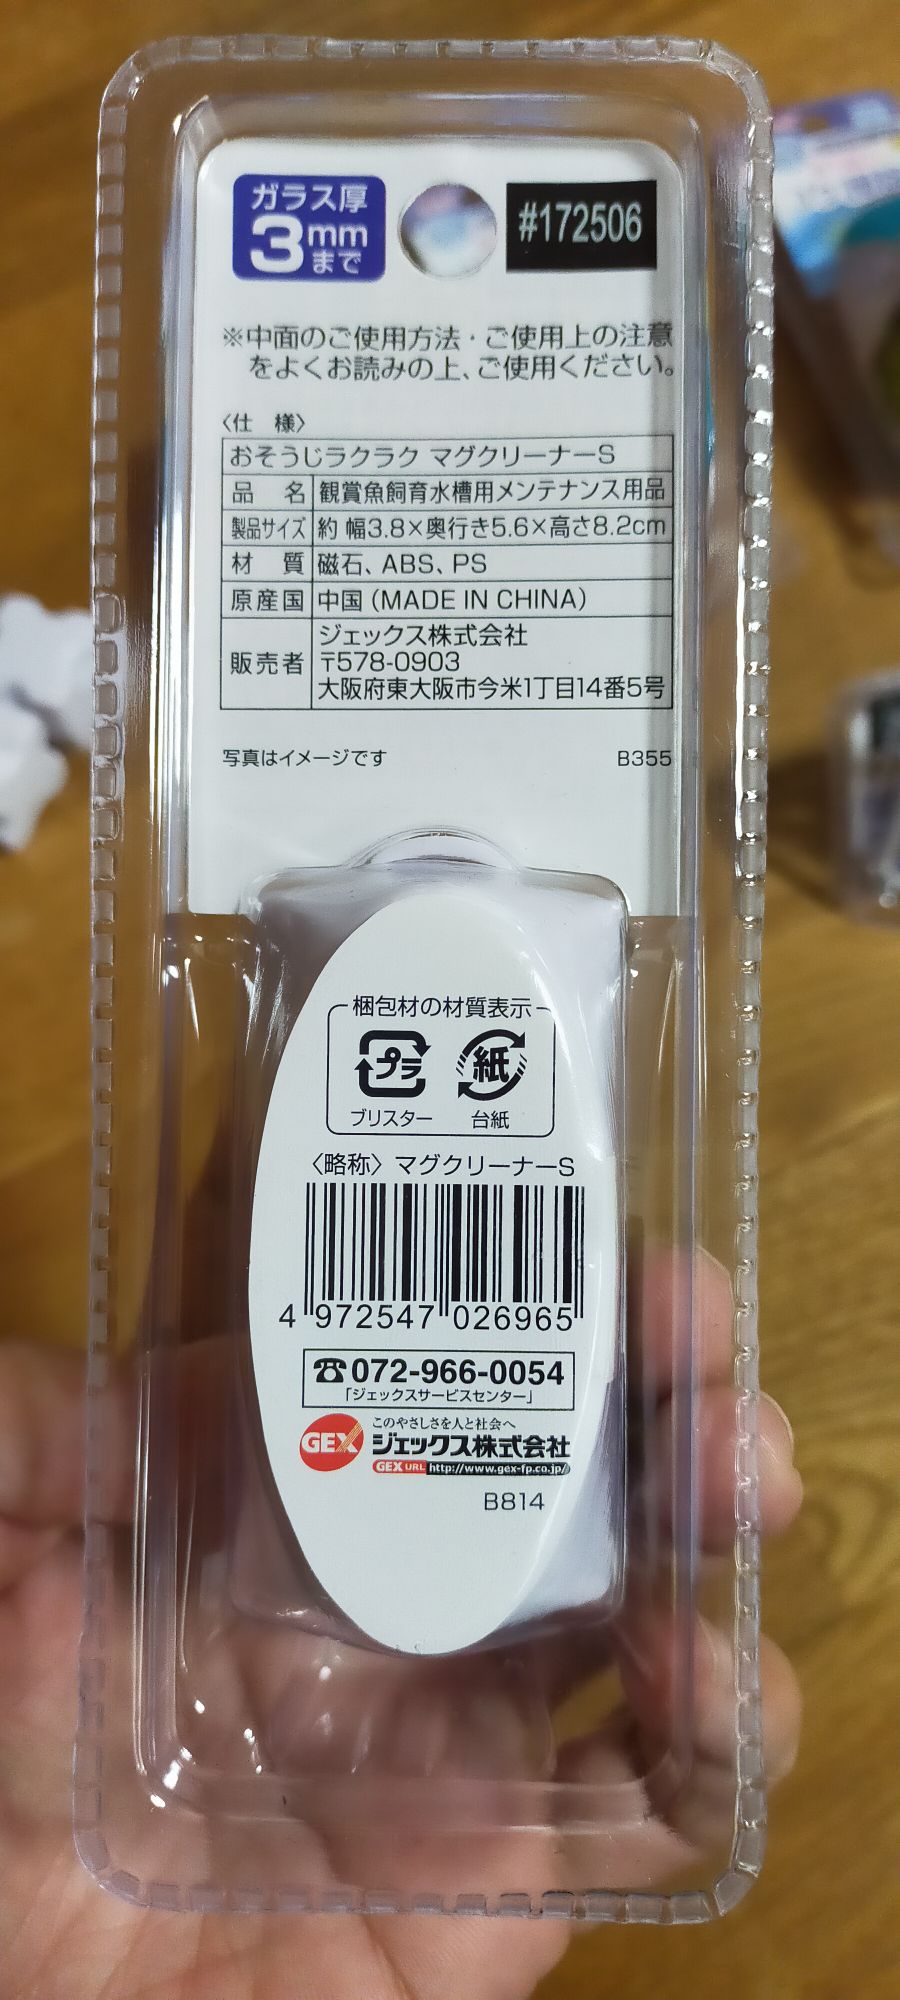 ガラス厚
3mm
まで
#172506
※中面のご使用方法・ご使用上の注意
をよくお読みの上、ご使用ください。
〈仕 様〉
おそうじラクラク マグクリーナーS
品 名 観賞魚飼育水槽用メンテナンス用品
製品サイズ 約 幅3.8×奥行き5.6×高さ8.2cm
材 質 磁石、ABS、PS
原産国 中国(MADE IN CHINA)
販売者 ジェックス株式会社
〒578-0903
大阪府東大阪市今米1丁目14番5号
写真はイメージです B355
梱包材の材質表示
プラ 紙
ブリスター 台紙
〈略称〉マグクリーナーS
4 972547 026965
☎072-966-0054
「ジェックスサービスセンター」
このやさしさを人と社会へ
GEX ジェックス株式会社
GEX URL http://www.gex-fp.co.jp/
B814